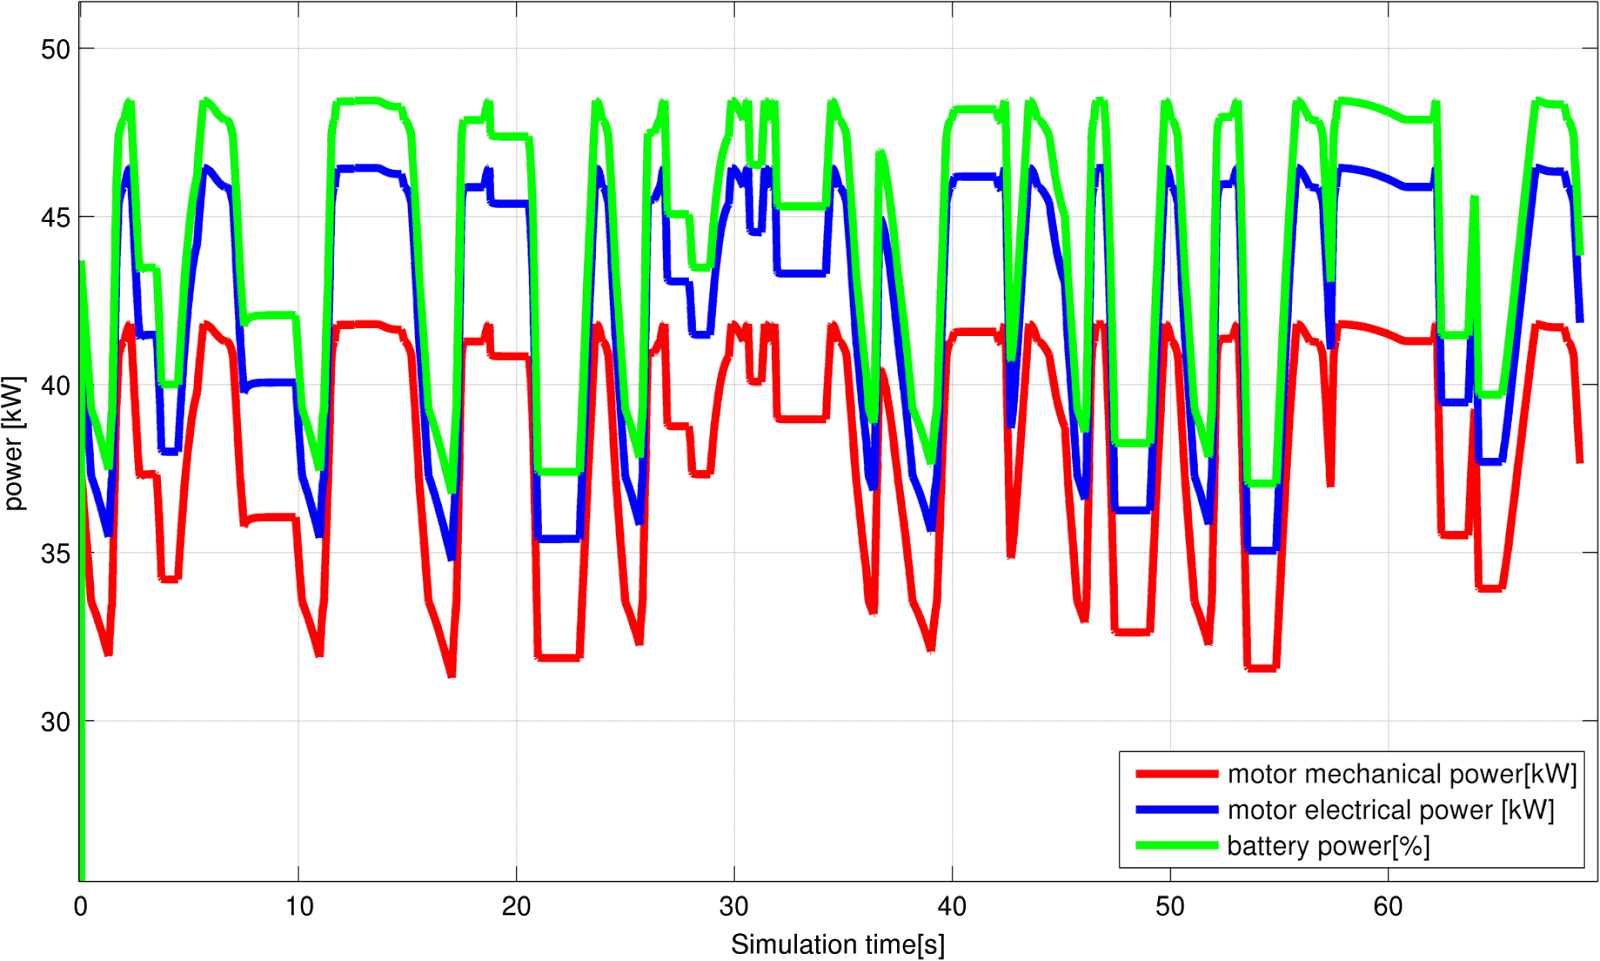 50
45
40
35
30
power [kW]
0 10 20 30 40 50 60
Simulation time[s]
motor mechanical power[kW]
motor electrical power [kW]
battery power[%]